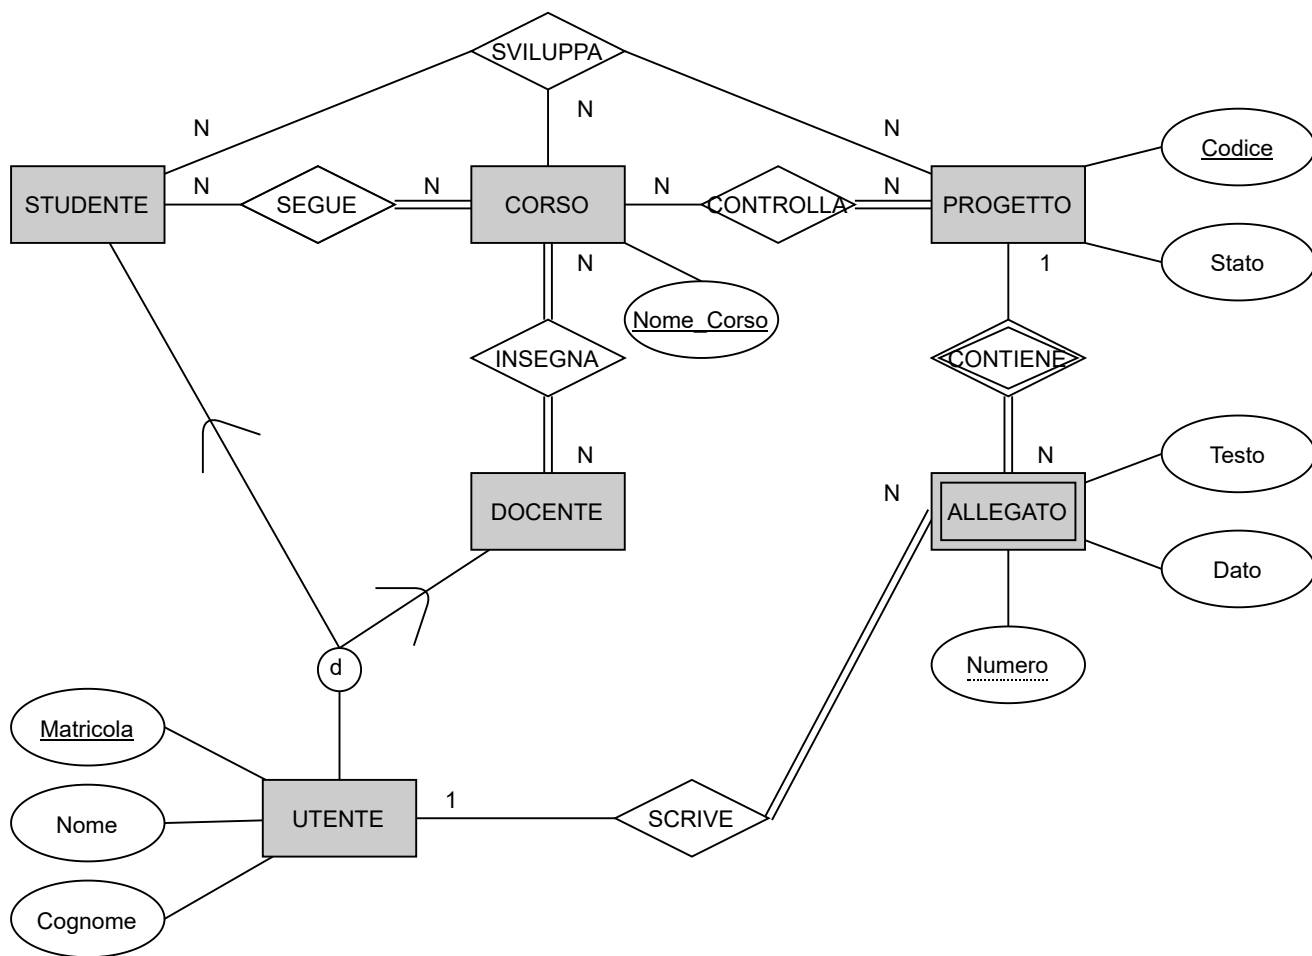 SVILUPPA
N
N
N
Codice
STUDENTE
N
SEGUE
N
CORSO
N
CONTROLLA
N
PROGETTO
Stato
N
1
Nome_Corso
INSEGNA
CONTIENE
N
N
N
Testo
DOCENTE
ALLEGATO
Dato
d
Numero
Matricola
Nome
UTENTE
1
SCRIVE
Cognome